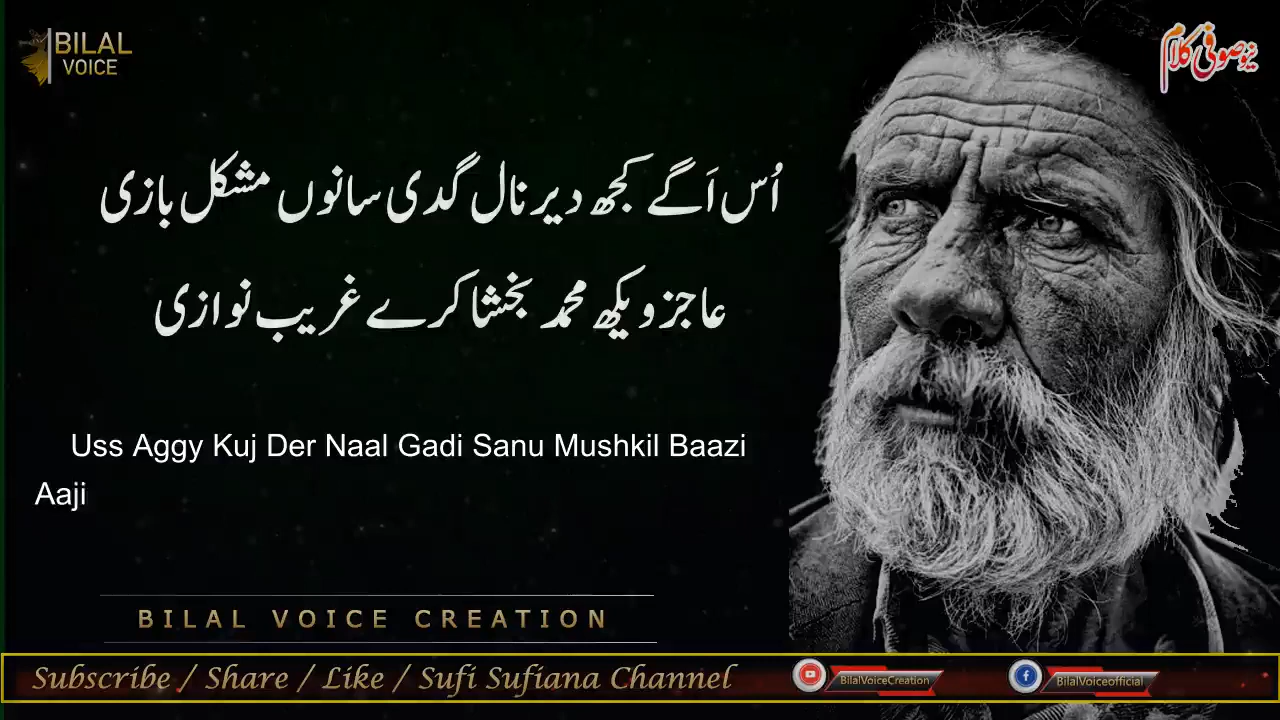 BILAL
VOICE
نیو صوفی کلام
اُس اَگے کجھ دیر نال گدی سانوں مشکل بازی
عاجز ویکھ محمد بخشا کرے غریب نوازی
Uss Aggy Kuj Der Naal Gadi Sanu Mushkil Baazi
Aaji
BILAL VOICE CREATION
Subscribe / Share / Like / Sufi Sufiana Channel
BilalVoiceCreation
BilalVoiceofficial